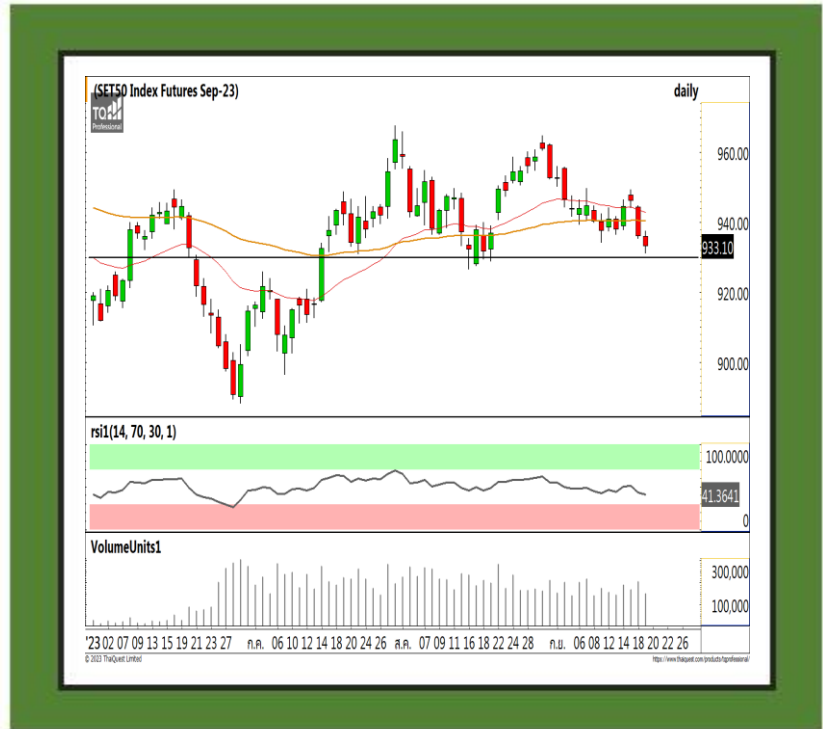 (SET50 Index Futures Sep-23) daily
TQ
Professional
960.00
940.00
933.10
920.00
900.00
rsi1(14, 70, 30, 1)
100.0000
41.3641
0
VolumeUnits1
300,000
100,000
'23 02 07 09 13 15 19 21 23 27 ก.ค. 06 10 12 14 18 20 24 26 ส.ค. 07 09 11 16 18 22 24 28 ก.ย. 06 08 12 14 18 20 22 26
© 2023 ThaiQuest Limited https://www.thaiquest.com/products/tqprofessional/